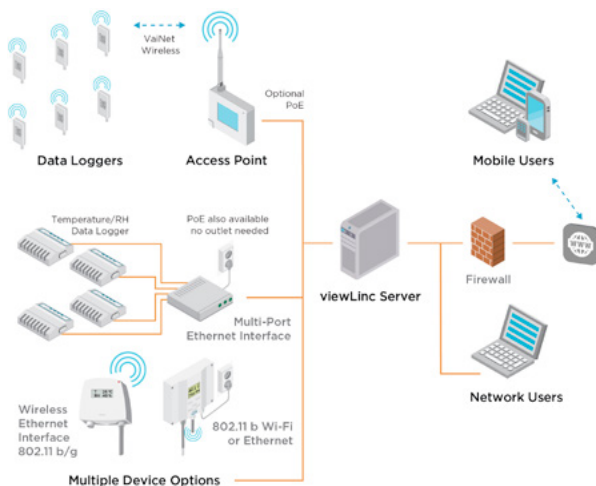 VaiNet
Wireless
Optional
PoE
Data Loggers
Access Point
Mobile Users
Temperature/RH
Data Logger
PoE also available
no outlet needed
WWW
Firewall
viewLinc Server
Multi-Port
Ethernet Interface
Network Users
Wireless
Ethernet
Interface
802.11 b/g
802.11 b Wi-Fi
or Ethernet
Multiple Device Options